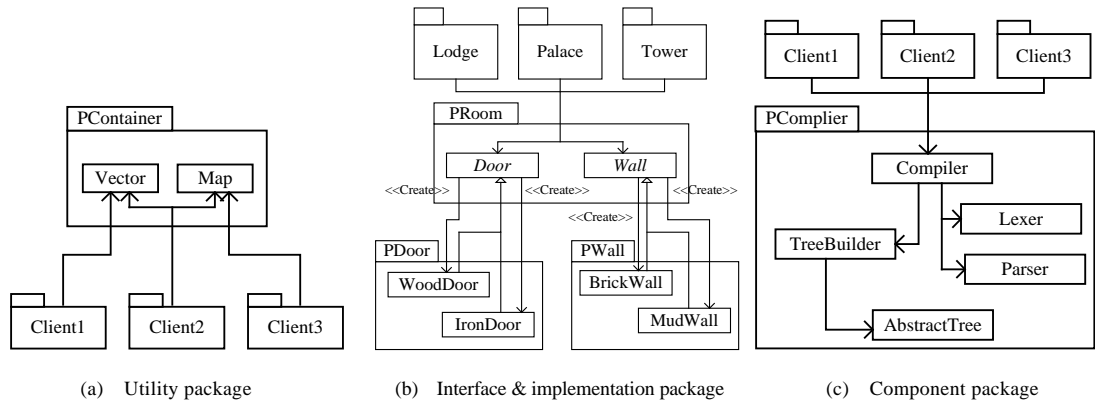 PContainer
Vector
Map
Client1
Client2
Client3
(a) Utility package
Lodge
Palace
Tower
PRoom
Door
Wall
<<Create>>
<<Create>>
<<Create>>
<<Create>>
PDoor
WoodDoor
IronDoor
PWall
BrickWall
MudWall
(b) Interface & implementation package
Client1
Client2
Client3
PComplier
Compiler
Lexer
TreeBuilder
Parser
AbstractTree
(c) Component package